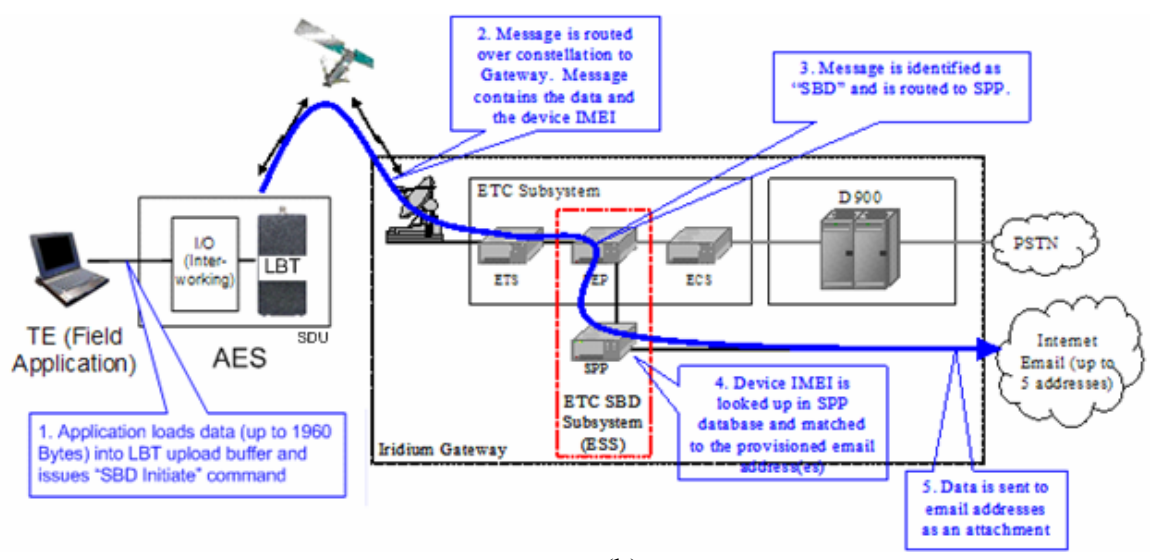 2. Message is routed
over constellation to
Gateway. Message
contains the data and
the device IMEI
3. Message is identified as
“SBD” and is routed to SPP.
ETC Subsystem
D900
I/O
(Inter-
working)
LBT
ETS
EP
ECS
PSTN
SDU
TE (Field
Application)
AES
SPP
Internet
Email (up to
5 addresses)
ETC SBD
Subsystem
(ESS)
4. Device IMEI is
looked up in SPP
database and matched
to the provisioned email
address(es)
1. Application loads data (up to 1960
Bytes) into LBT upload buffer and
issues “SBD Initiate” command
Iridium Gateway
5. Data is sent to
email addresses
as an attachment